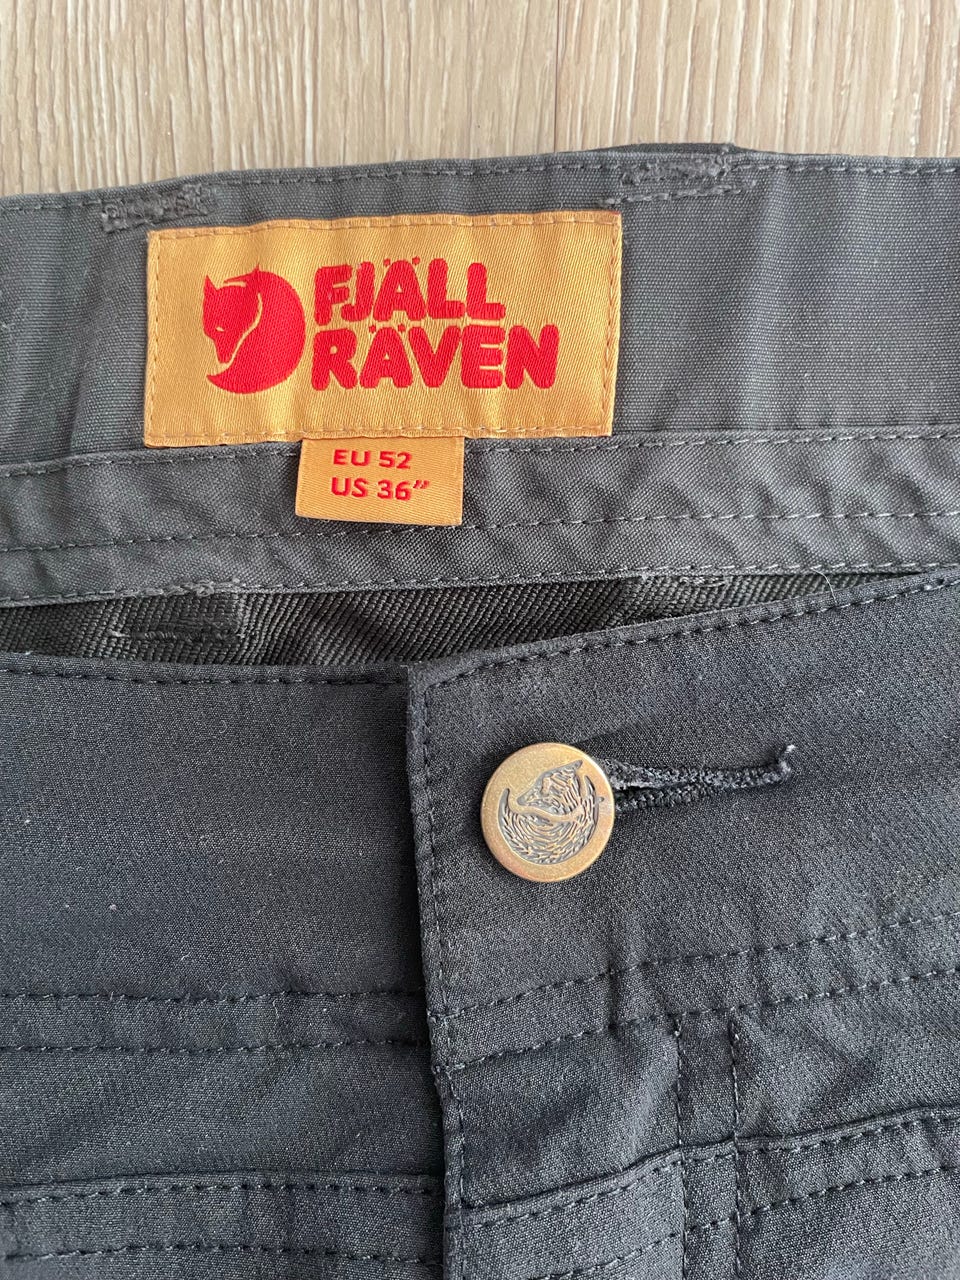 FJÄLL
RÄVEN
EU 52
US 36”